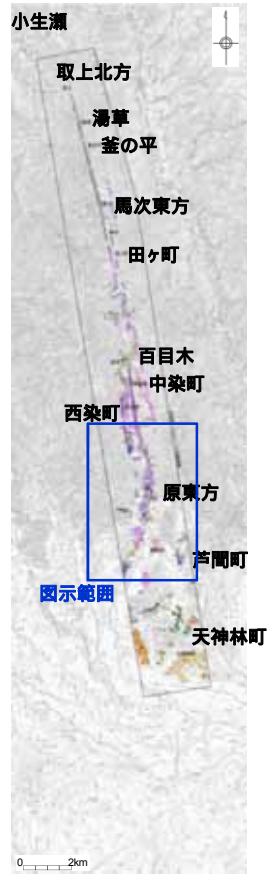 小生瀬
取上北方
湯草
釜の平
馬次東方
田ヶ町
百目木
中染町
西染町
原東方
芦間町
図示範囲
天神林町
0 2km